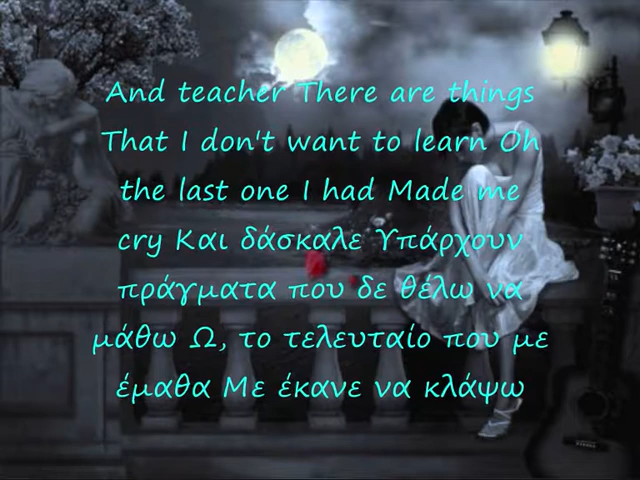 And teacher There are things
That I don't want to learn Oh
the last one I had Made me
cry Και δάσκαλε Υπάρχουν
πράγματα που δε θέλω να
μάθω Ω, το τελευταίο που με
έμαθα Με έκανε να κλάψω